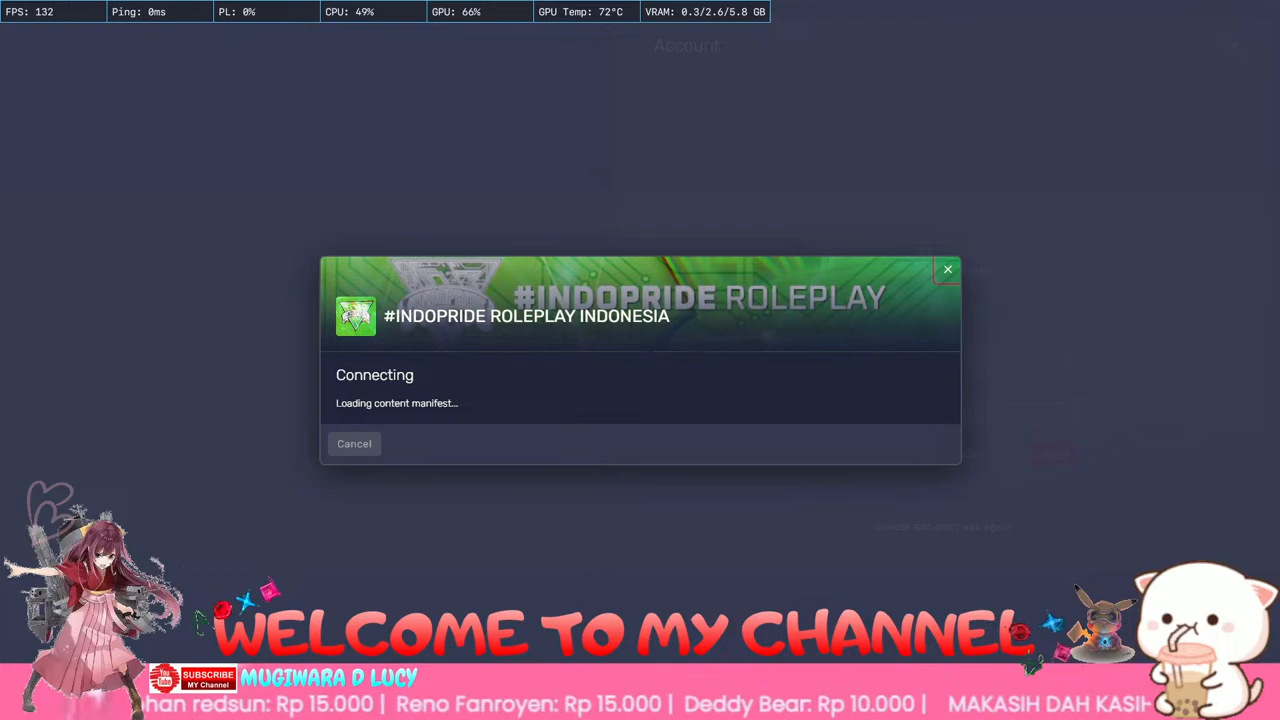 FPS: 132 Ping: 0ms PL: 0% CPU: 49% GPU: 66% GPU Temp: 72°C VRAM: 0.3/2.6/5.8 GB
Account
#INDOPRIDE ROLEPLAY
#INDOPRIDE ROLEPLAY INDONESIA
Connecting
Loading content manifest...
Cancel
WELCOME TO MY CHANNEL
You Tube SUBSCRIBE MY Channel MUGIWARA D LUCY
han redsun: Rp 15.000 | Reno Fanroyen: Rp 15.000 | Deddy Bear: Rp 10.000 | MAKASIH DAH KASIH